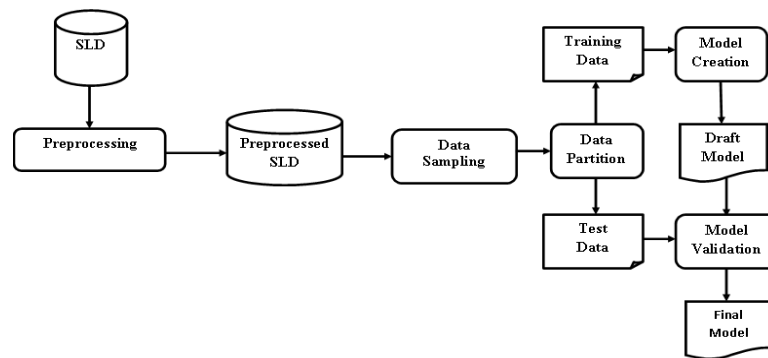 SLD
Preprocessing
Preprocessed
SLD
Data
Sampling
Data
Partition
Training
Data
Model
Creation
Draft
Model
Test
Data
Model
Validation
Final
Model